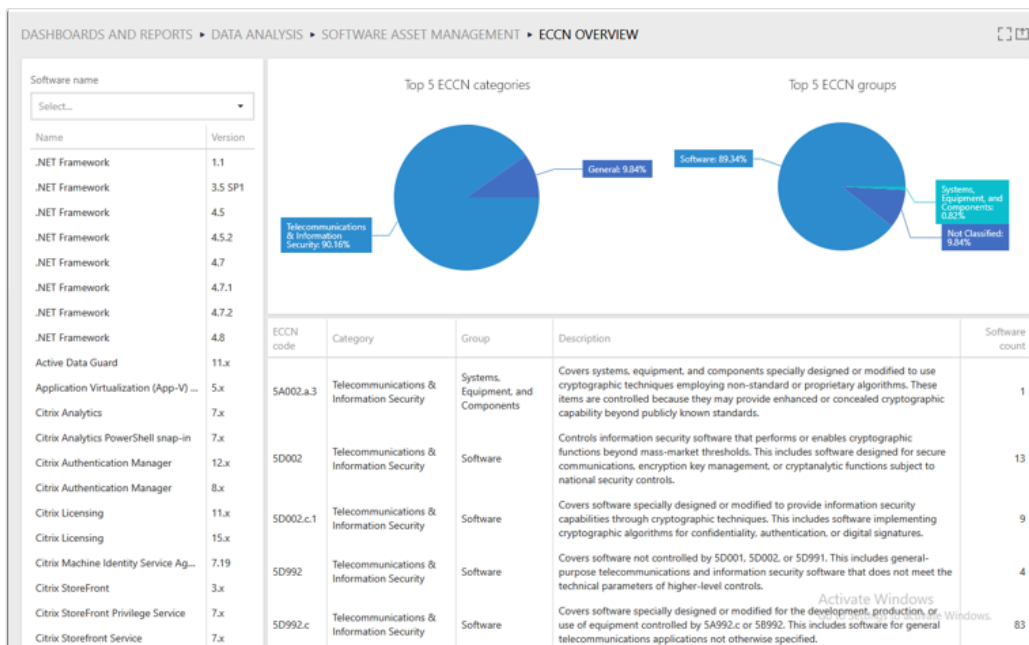 DASHBOARDS AND REPORTS ▸ DATA ANALYSIS ▸ SOFTWARE ASSET MANAGEMENT ▸ ECCN OVERVIEW
Software name
Select...
Name Version
.NET Framework 1.1
.NET Framework 3.5 SP1
.NET Framework 4.5
.NET Framework 4.5.2
.NET Framework 4.7
.NET Framework 4.7.1
.NET Framework 4.7.2
.NET Framework 4.8
Active Data Guard 11.x
Application Virtualization (App-V) ... 5.x
Citrix Analytics 7.x
Citrix Analytics PowerShell snap-in 7.x
Citrix Authentication Manager 12.x
Citrix Authentication Manager 8.x
Citrix Licensing 11.x
Citrix Licensing 15.x
Citrix Machine Identity Service Ag... 7.19
Citrix StoreFront 3.x
Citrix StoreFront Privilege Service 7.x
Citrix Storefront Service 7.x
Top 5 ECCN categories
General: 9.84%
Telecommunications
& Information
Security: 90.16%
Top 5 ECCN groups
Software: 89.34%
Systems,
Equipment, and
Components:
0.82%
Not Classified:
9.84%
ECCN
code
Category
Group
Description
Software
count
5A002.a.3
Telecommunications &
Information Security
Systems,
Equipment, and
Components
Covers systems, equipment, and components specially designed or modified to use
cryptographic techniques employing non-standard or proprietary algorithms. These
items are controlled because they may provide enhanced or concealed cryptographic
capability beyond publicly known standards.
1
5D002
Telecommunications &
Information Security
Software
Controls information security software that performs or enables cryptographic
functions beyond mass-market thresholds. This includes software designed for secure
communications, encryption key management, or cryptanalytic functions subject to
national security controls.
13
5D002.c.1
Telecommunications &
Information Security
Software
Covers software specially designed or modified to provide information security
capabilities through cryptographic techniques. This includes software implementing
cryptographic algorithms for confidentiality, authentication, or digital signatures.
9
5D992
Telecommunications &
Information Security
Software
Covers software not controlled by 5D001, 5D002, or 5D991. This includes general-
purpose telecommunications and information security software that does not meet the
technical parameters of higher-level controls.
4
5D992.c
Telecommunications &
Information Security
Software
Covers software specially designed or modified for the development, production, or
use of equipment controlled by 5A992.c or 5B992. This includes software for general
telecommunications applications not otherwise specified.
83
Activate Windows
Go to Settings to activate Windows.